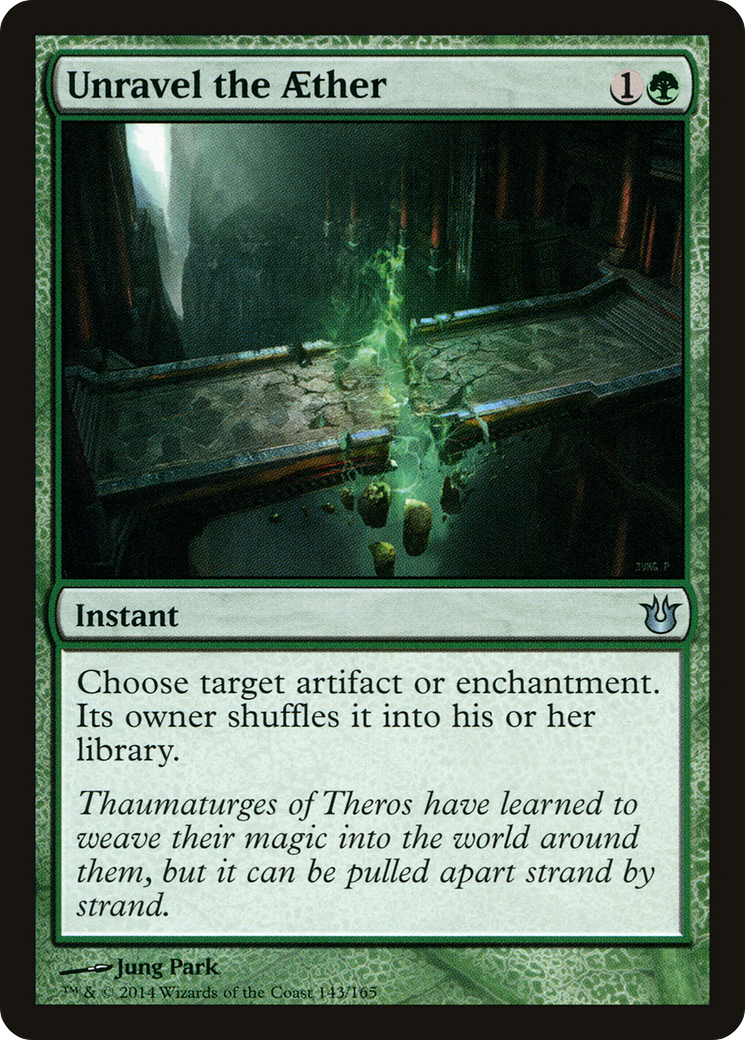 Unravel the Æther
1
JUNG. P
Instant
Choose target artifact or enchantment.
Its owner shuffles it into his or her
library.
Thaumaturges of Theros have learned to
weave their magic into the world around
them, but it can be pulled apart strand by
strand.
Jung Park
™ & © 2014 Wizards of the Coast 143/165